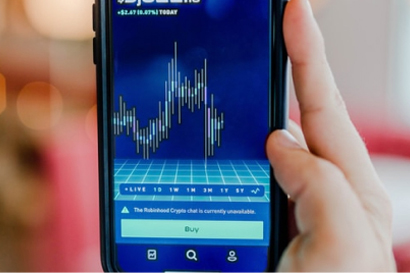 +$2.47 (0.07%) TODAY
LIVE 1D 1W 1M 3M 1Y 5Y
The Robinhood Crypto chat is currently unavailable.
Buy